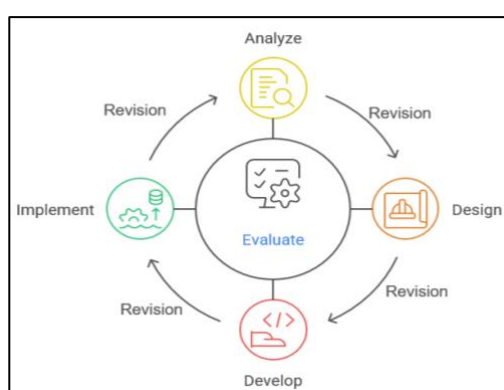 Analyze
Revision
Revision
Implement
Evaluate
Design
Revision
Revision
</>
Develop